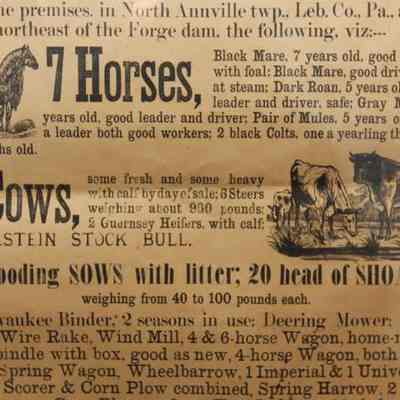 he premises, in North Annville twp., Leb. Co., Pa.,
northeast of the Forge dam, the following, viz:--
7 Horses,
Black Mare, 7 years old, good
with foal; Black Mare, good driv
at steam; Dark Roan, 5 years o
leader and driver, safe; Gray M
years old, good leader and driver; Pair of Mules, 5 years o
a leader both good workers; 2 black Colts, one a yearling th
hs old.
Cows,
some fresh and some heavy
with calf by day of sale; 6 Steers
weighing about 900 pounds;
2 Guernsey Heifers, with calf;
LSTEIN STOCK BULL.
ooding SOWS with litter; 20 head of SHOA
weighing from 40 to 100 pounds each.
waukee Binder, 2 seasons in use; Deering Mower;
Wire Rake, Wind Mill, 4 & 6-horse Wagon, home-m
pindle with box, good as new, 4-horse Wagon, both
Spring Wagon, Wheelbarrow, 1 Imperial & 1 Unive
Scorer & Corn Plow combined, Spring Harrow, 2